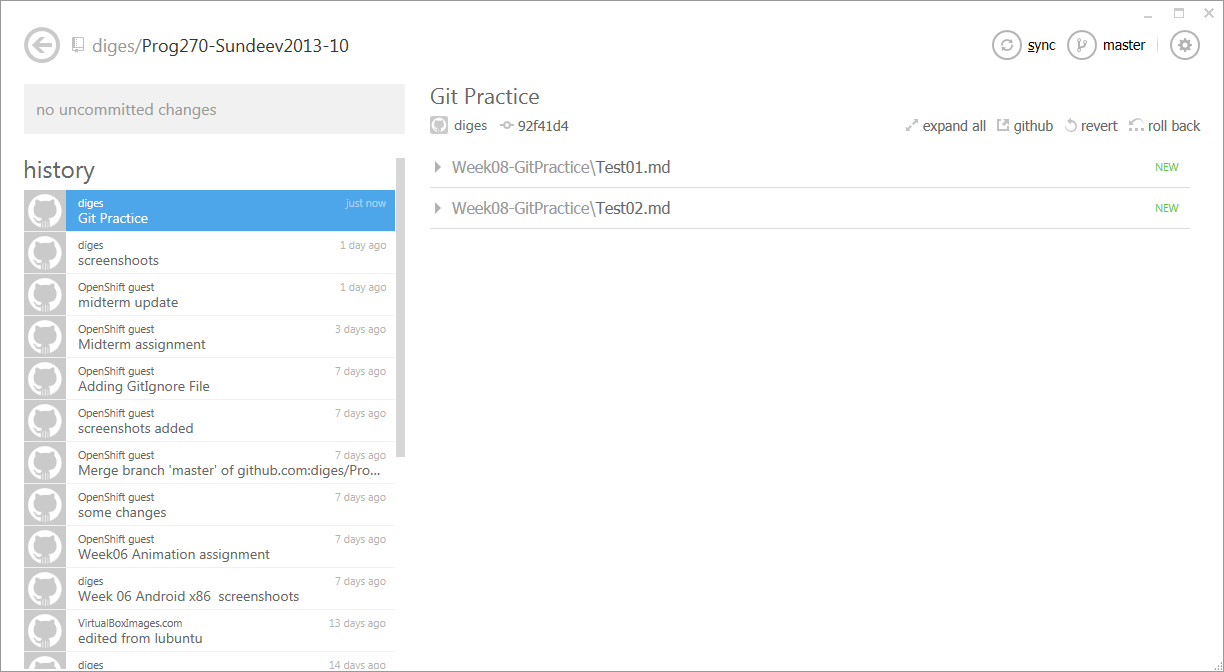 diges/Prog270-Sundeev2013-10
sync
master
no uncommitted changes
history
diges
just now
Git Practice
diges
1 day ago
screenshoots
OpenShift guest
1 day ago
midterm update
OpenShift guest
3 days ago
Midterm assignment
OpenShift guest
7 days ago
Adding GitIgnore File
OpenShift guest
7 days ago
screenshots added
OpenShift guest
7 days ago
Merge branch 'master' of github.com:diges/Pro...
OpenShift guest
7 days ago
some changes
OpenShift guest
7 days ago
Week06 Animation assignment
diges
7 days ago
Week 06 Android x86  screenshoots
VirtualBoxImages.com
13 days ago
edited from lubuntu
diges
14 days ago
Git Practice
diges 92f41d4
expand all github revert roll back
Week08-GitPractice\Test01.md NEW
Week08-GitPractice\Test02.md NEW